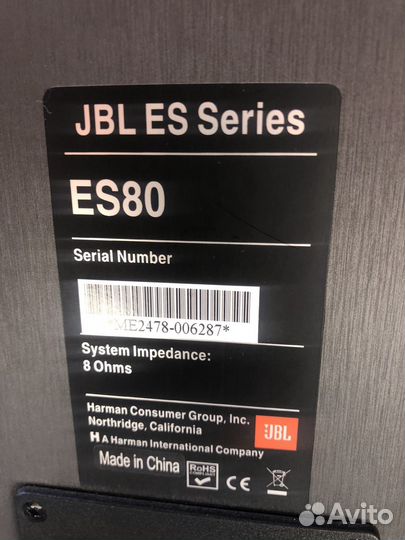 JBL ES Series
ES80
Serial Number
*ME2478-006287*
System Impedance:
8 Ohms
Harman Consumer Group, Inc.
Northridge, California
H A Harman International Company
JBL
Made in China
RoHS
COMPLIANT
CE
Avito